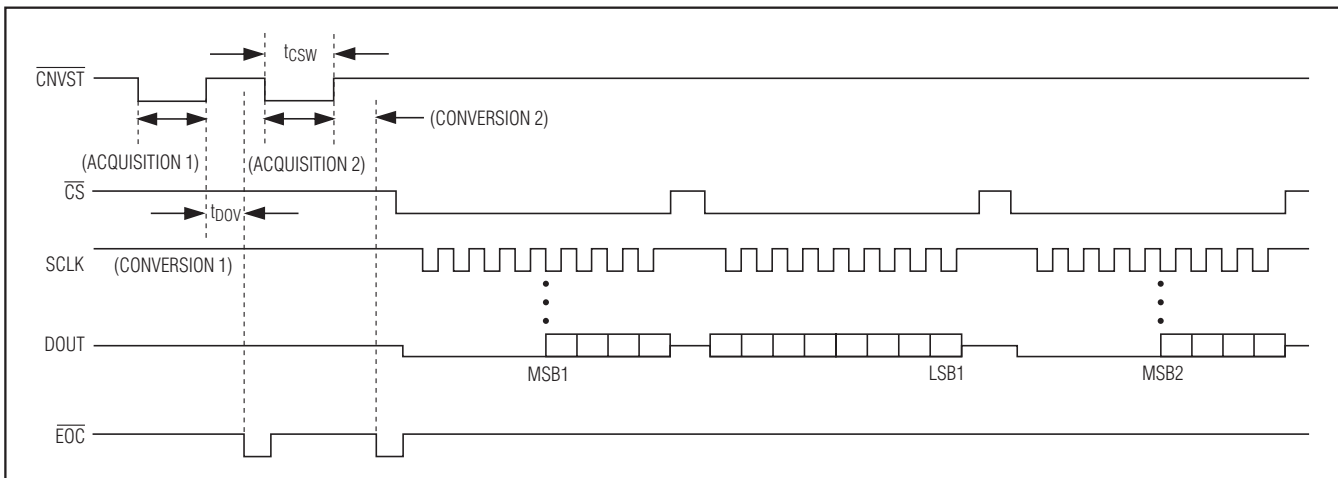 tCSW
CNVST
(CONVERSION 2)
(ACQUISITION 1)
(ACQUISITION 2)
CS
tDOV
SCLK
(CONVERSION 1)
DOUT
MSB1
LSB1
MSB2
EOC